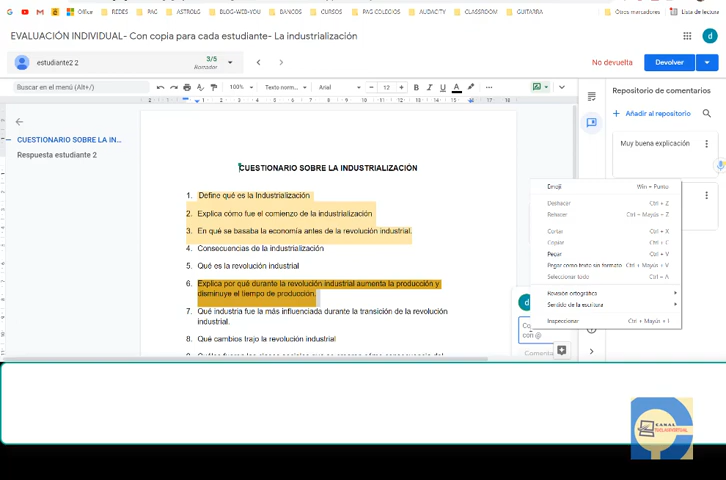 Office
REDES
PAG
ASTROLG
BLOG-WEB-YOU
BANCOS
CURSOS
PAG COLEGIOS
AUDACITY
CLASSROOM
GUITARRA
Otros marcadores
Lista de lectura
EVALUACIÓN INDIVIDUAL- Con copia para cada estudiante- La industrialización
d
estudiante2 2
3/5
Borrador
No devuelta
Devolver
Buscar en el menú (Alt+/)
100%
Texto norm...
Arial
12
B I U A
Repositorio de comentarios
Añadir al repositorio
Muy buena explicación
CUESTIONARIO SOBRE LA IN...
Respuesta estudiante 2
CUESTIONARIO SOBRE LA INDUSTRIALIZACIÓN
1. Define qué es la Industrialización
2. Explica cómo fue el comienzo de la industrialización
3. En qué se basaba la economía antes de la revolución industrial.
4. Consecuencias de la industrialización
5. Qué es la revolución industrial
6. Explica por qué durante la revolución industrial aumenta la producción y
disminuye el tiempo de producción.
7. Qué industria fue la más influenciada durante la transición de la revolución
industrial.
8. Qué cambios trajo la revolución industrial
Emoji Win + Punto
Deshacer Ctrl + Z
Rehacer Ctrl + Mayús + Z
Cortar Ctrl + X
Copiar Ctrl + C
Pegar Ctrl + V
Pegar como texto sin formato Ctrl + Mayús + V
Seleccionar todo Ctrl + A
Revisión ortográfica
Sentido de la escritura
Inspeccionar Ctrl + Mayús + I
d
Co
con @
Comenta
CANAL
TUCLASEVIRTUAL